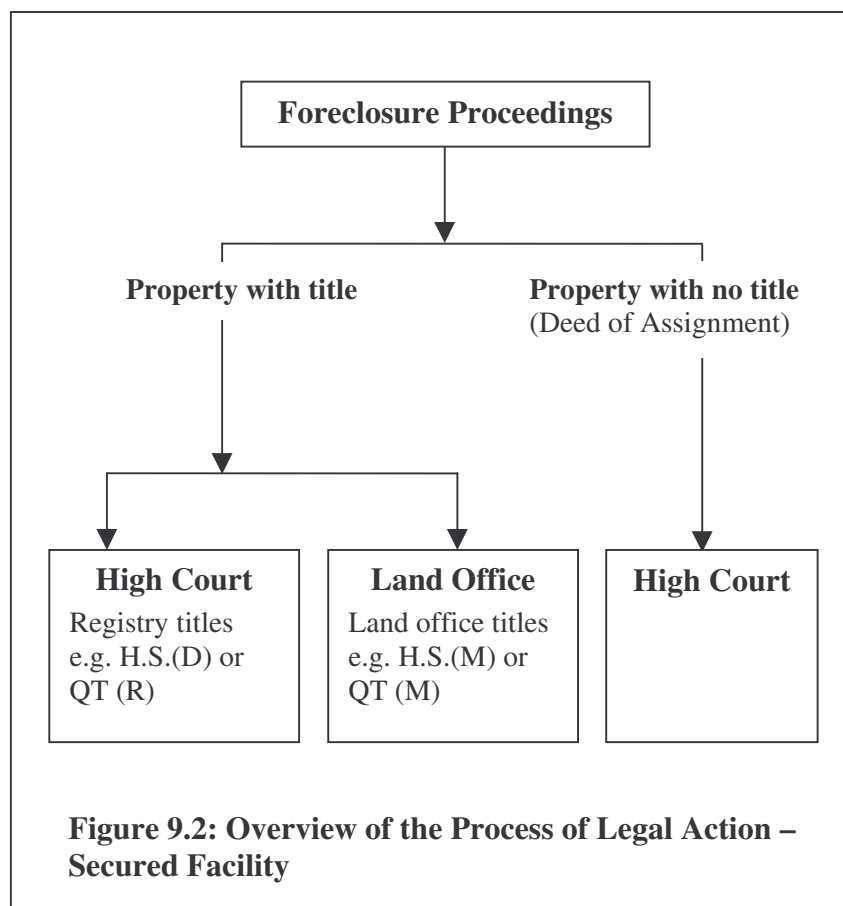 Foreclosure Proceedings
Property with title
Property with no title
(Deed of Assignment)
High Court
Registry titles
e.g. H.S.(D) or
QT (R)
Land Office
Land office titles
e.g. H.S.(M) or
QT (M)
High Court
Figure 9.2: Overview of the Process of Legal Action –
Secured Facility